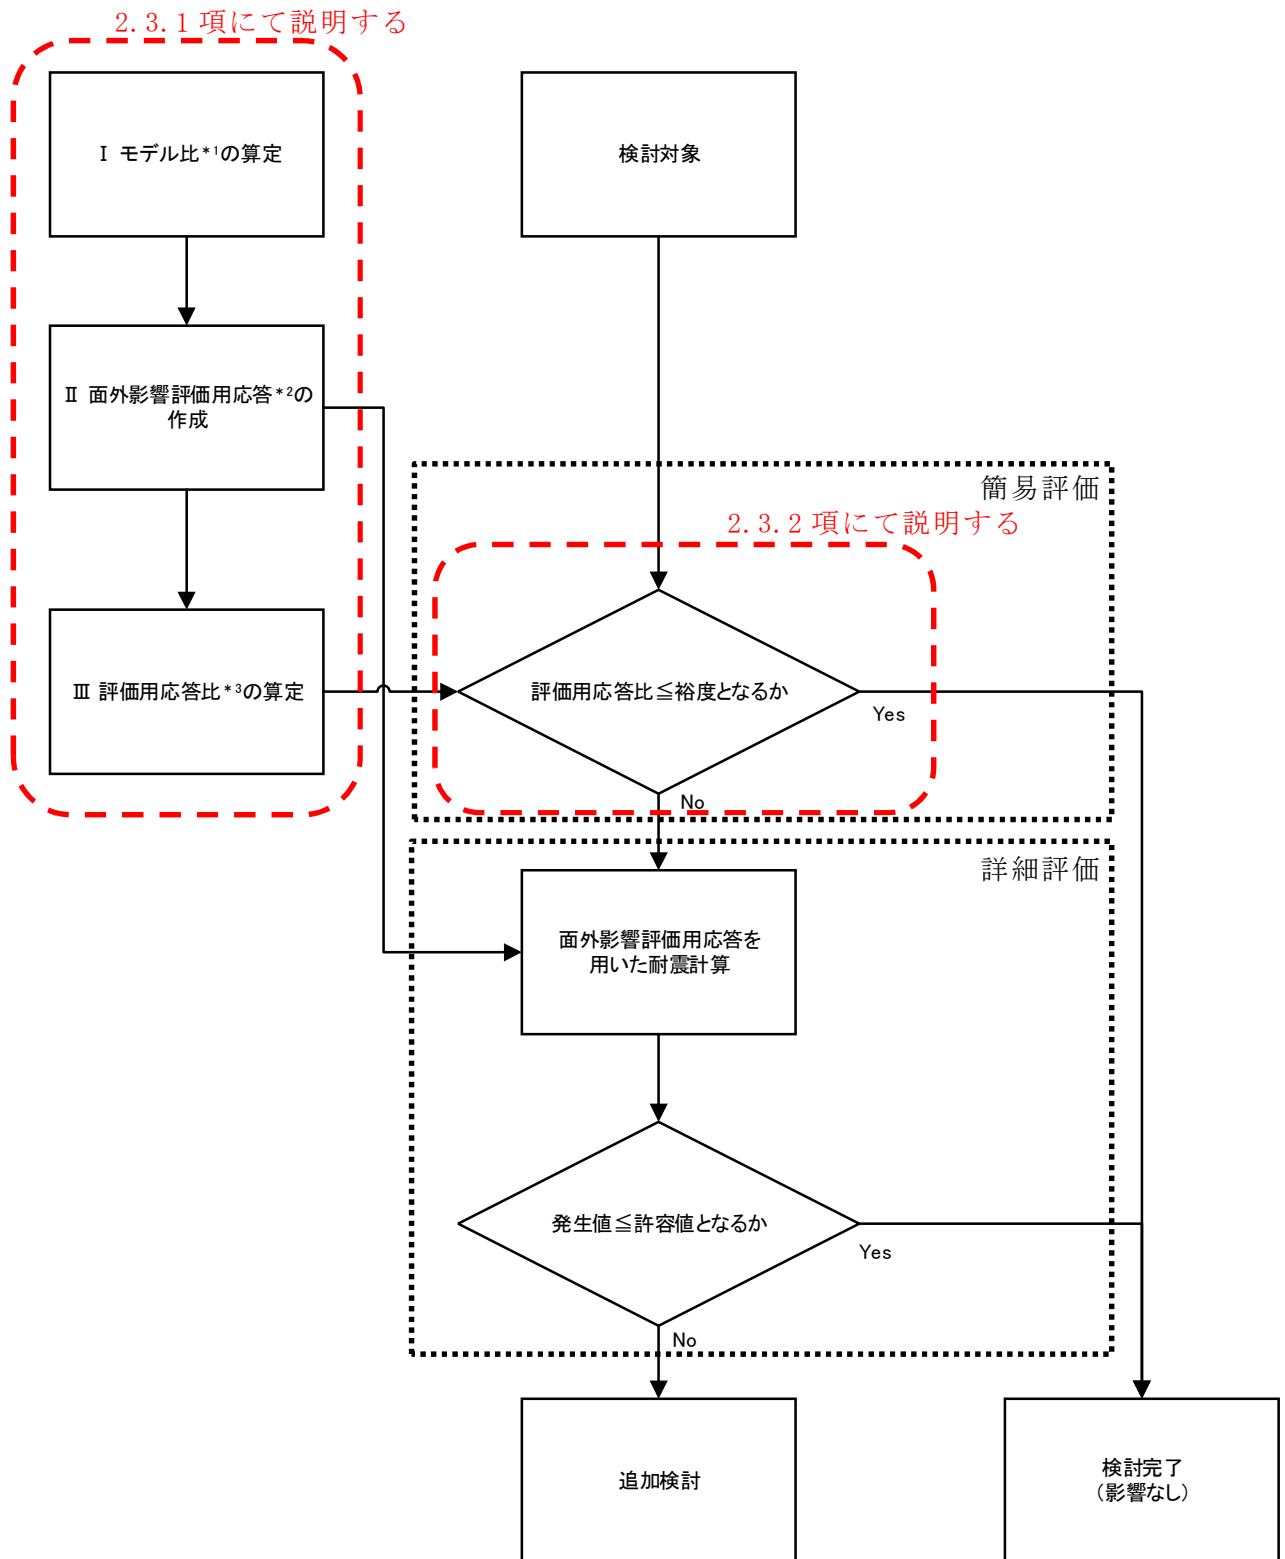 2.3.1 項にて説明する
Ⅰ モデル比*1の算定
検討対象
Ⅱ 面外影響評価用応答*2の
作成
簡易評価
2.3.2 項にて説明する
Ⅲ 評価用応答比*3の算定
評価用応答比≦裕度となるか
Yes
No
詳細評価
面外影響評価用応答を
用いた耐震計算
発生値≦許容値となるか
Yes
No
追加検討
検討完了
(影響なし)